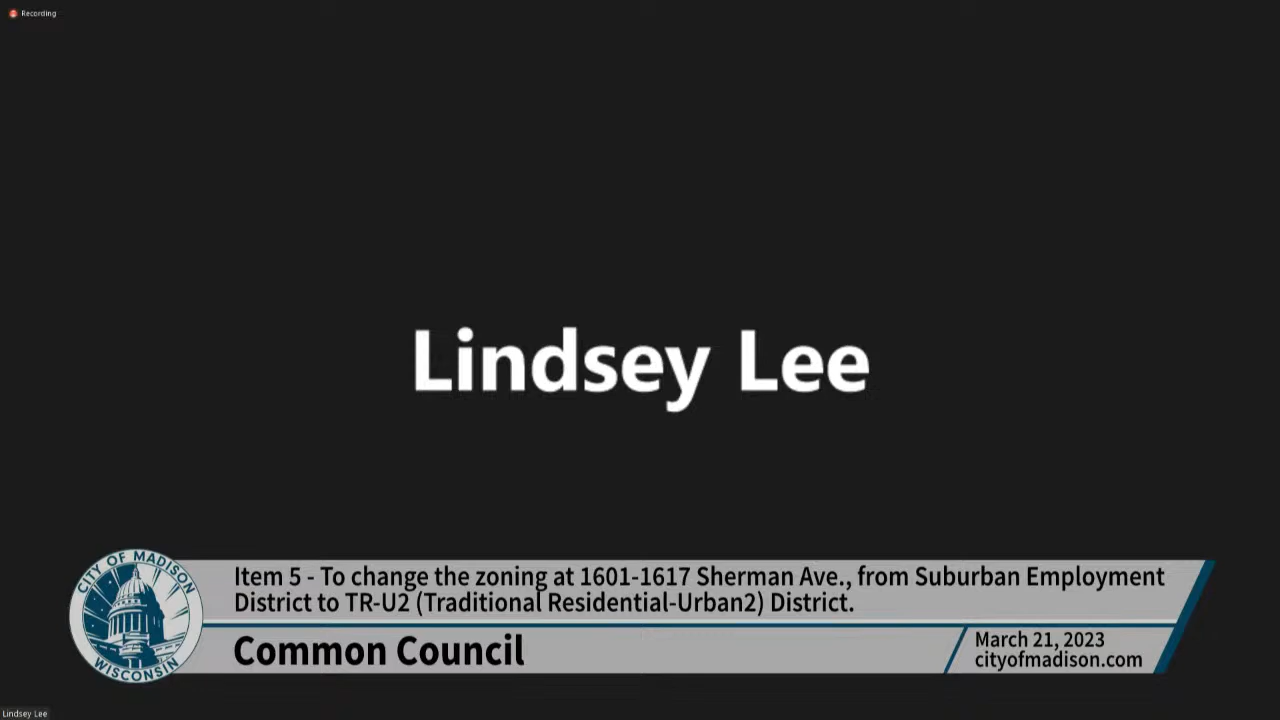 Recording
Lindsey Lee
CITY OF MADISON
WISCONSIN
Item 5 - To change the zoning at 1601-1617 Sherman Ave., from Suburban Employment
District to TR-U2 (Traditional Residential-Urban2) District.
Common Council
March 21, 2023
cityofmadison.com
Lindsey Lee